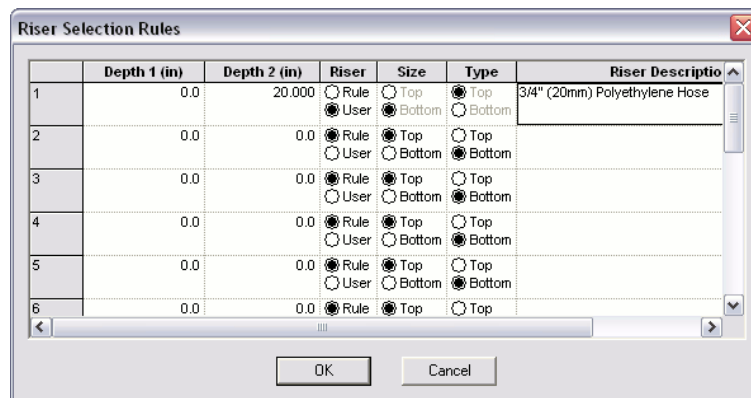 Riser Selection Rules
Depth 1 (in) Depth 2 (in) Riser Size Type Riser Descriptio
1 0.0 20.000 Rule Top Top 3/4" (20mm) Polyethylene Hose
User Bottom Bottom
2 0.0 0.0 Rule Top Top
User Bottom Bottom
3 0.0 0.0 Rule Top Top
User Bottom Bottom
4 0.0 0.0 Rule Top Top
User Bottom Bottom
5 0.0 0.0 Rule Top Top
User Bottom Bottom
6 0.0 0.0 Rule Top Top
OK Cancel